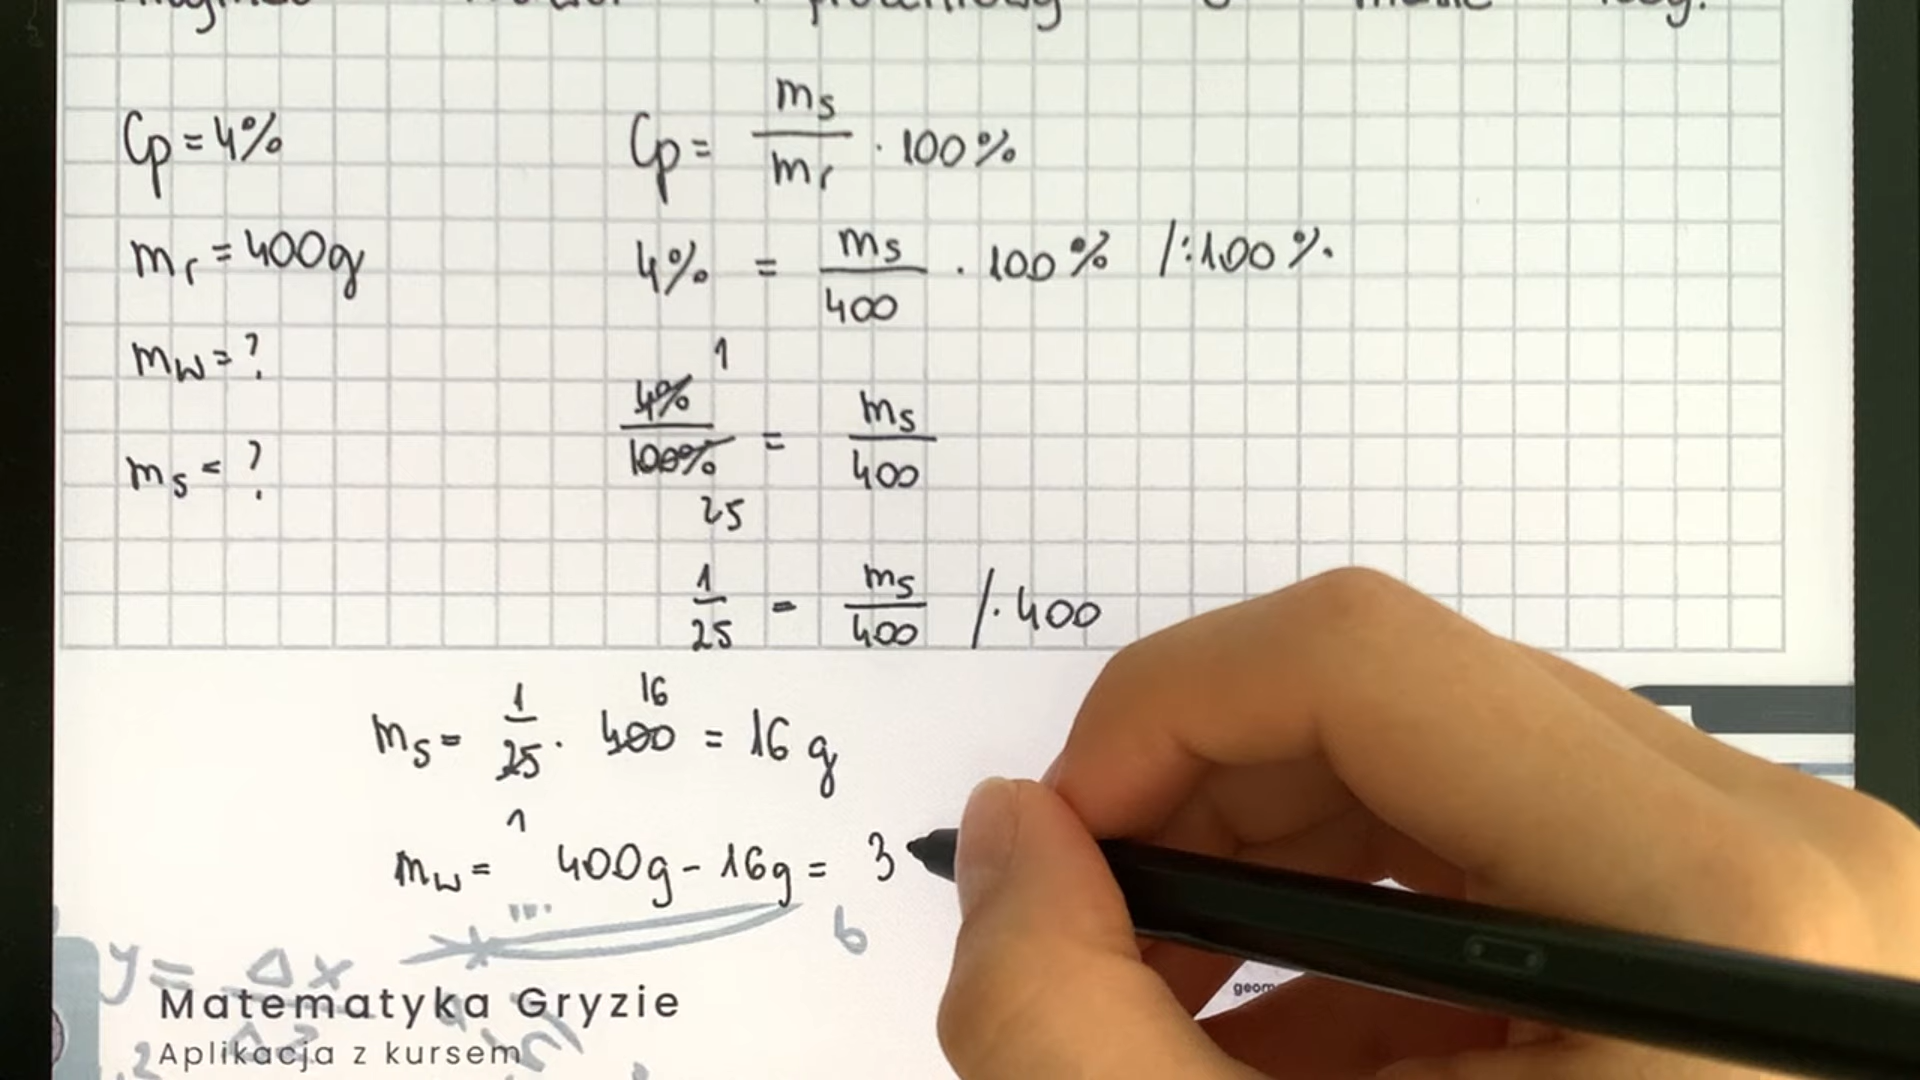 Cp = 4%
mr = 400g
mw = ?
ms = ?
Cp = ms/mr · 100%
4% = ms/400 · 100% /:100%
4%/100% = ms/400
1
25
1/25 = ms/400 /·400
ms = 1/25 · 400 = 16 g
16
1
mw = 400g - 16g = 3
b
y = Δx
Matematyka Gryzie
Aplikacja z kursem
geom